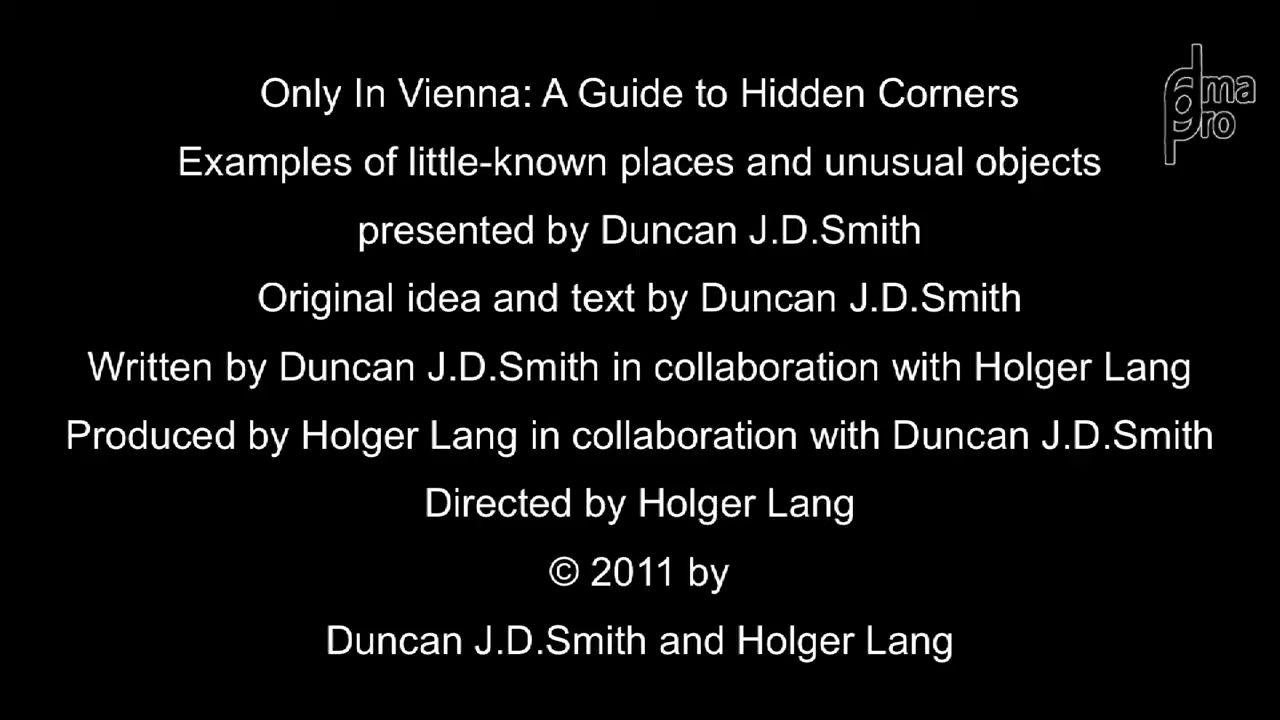 Only In Vienna: A Guide to Hidden Corners
Examples of little-known places and unusual objects
presented by Duncan J.D.Smith
Original idea and text by Duncan J.D.Smith
Written by Duncan J.D.Smith in collaboration with Holger Lang
Produced by Holger Lang in collaboration with Duncan J.D.Smith
Directed by Holger Lang
© 2011 by
Duncan J.D.Smith and Holger Lang
dma
pro